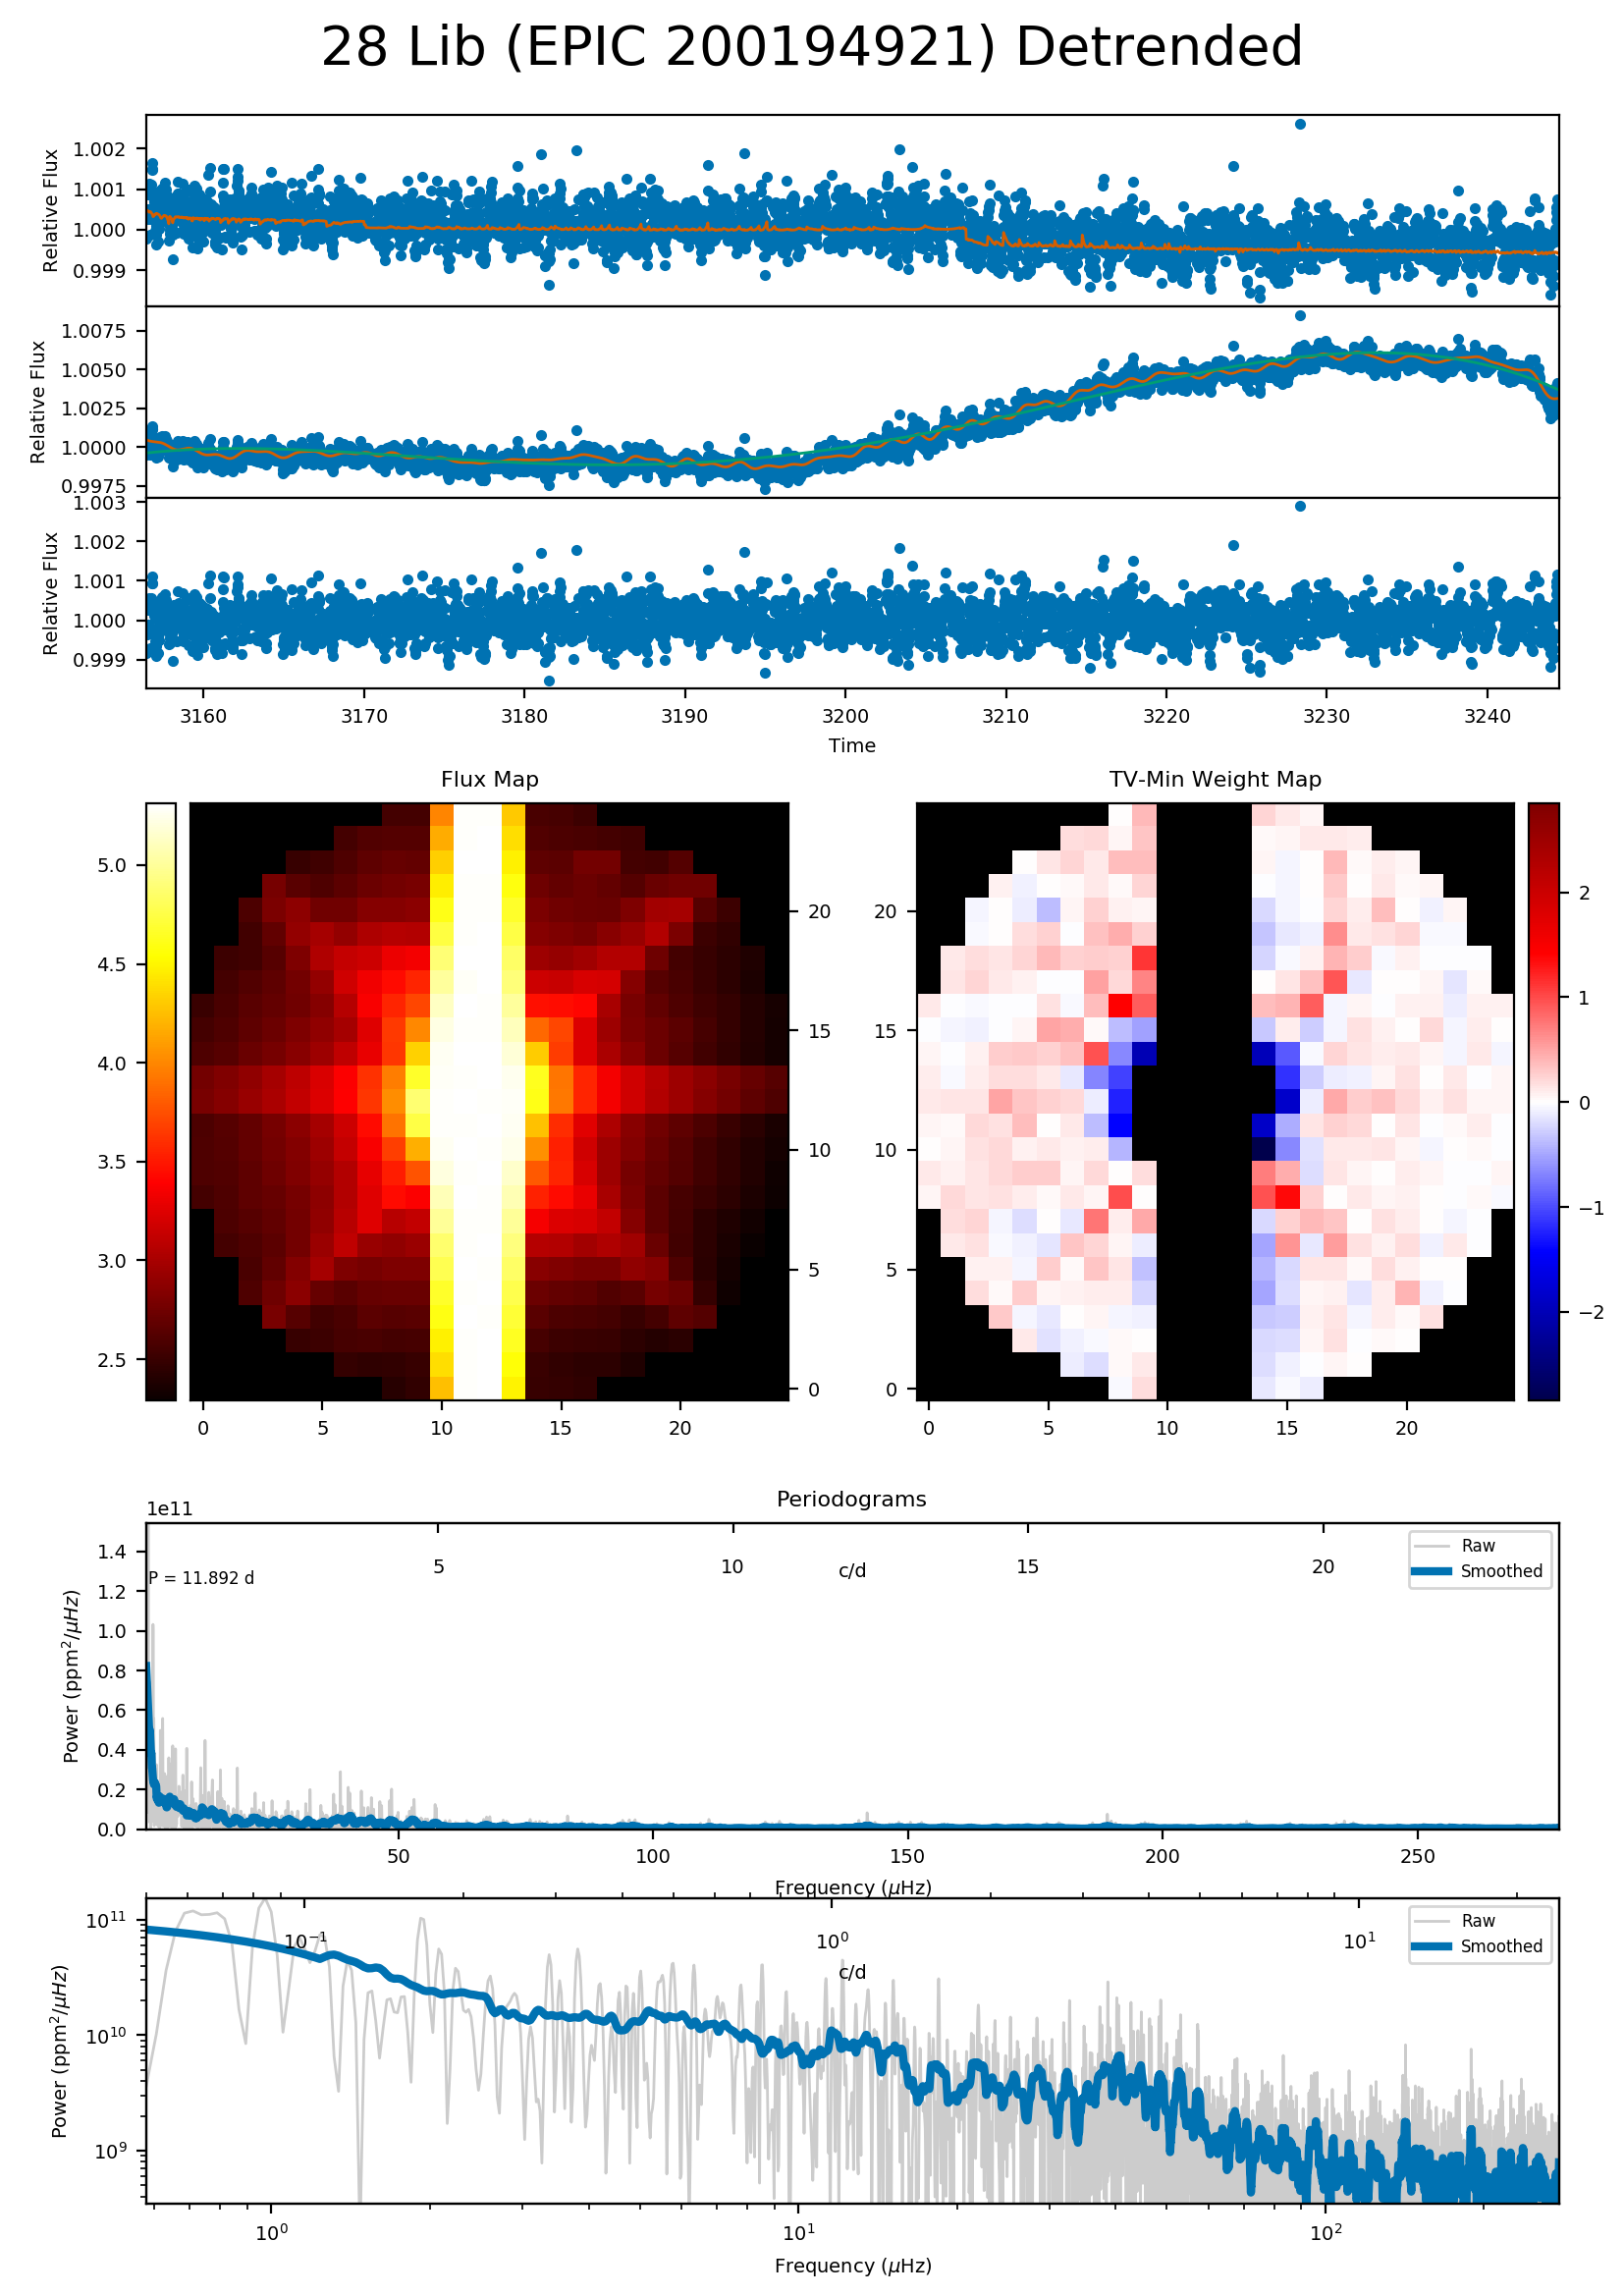 28 Lib (EPIC 200194921) Detrended
Relative Flux
1.002
1.001
1.000
0.999
Relative Flux
1.0075
1.0050
1.0025
1.0000
0.9975
Relative Flux
1.003
1.002
1.001
1.000
0.999
3160 3170 3180 3190 3200 3210 3220 3230 3240
Time
Flux Map
5.0
4.5
4.0
3.5
3.0
2.5
20
15
10
5
0
0 5 10 15 20
TV-Min Weight Map
20
15
10
5
0
0 5 10 15 20
2
1
0
−1
−2
Periodograms
1e11
Power (ppm²/μHz)
1.4
1.2
1.0
0.8
0.6
0.4
0.2
0.0
P = 11.892 d
5 10 15 20
c/d
Raw
Smoothed
50 100 150 200 250
Frequency (μHz)
Power (ppm²/μHz)
10¹¹
10¹⁰
10⁹
10⁻¹ 10⁰ 10¹
c/d
Raw
Smoothed
10⁰ 10¹ 10²
Frequency (μHz)